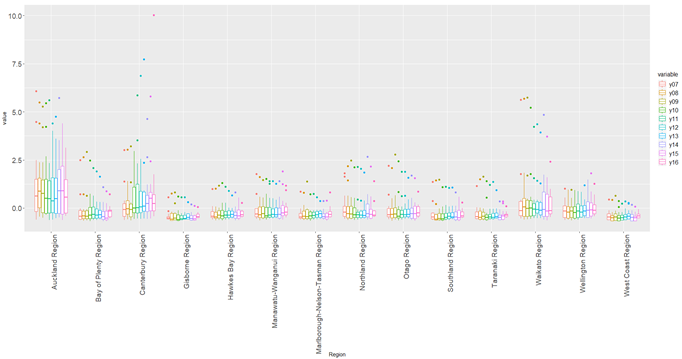 10.0
7.5
5.0
2.5
0.0
value
Auckland Region
Bay of Plenty Region
Canterbury Region
Gisborne Region
Hawkes Bay Region
Manawatu-Wanganui Region
Marlborough-Nelson-Tasman Region
Northland Region
Otago Region
Southland Region
Taranaki Region
Waikato Region
Wellington Region
West Coast Region
Region
variable
y07
y08
y09
y10
y11
y12
y13
y14
y15
y16